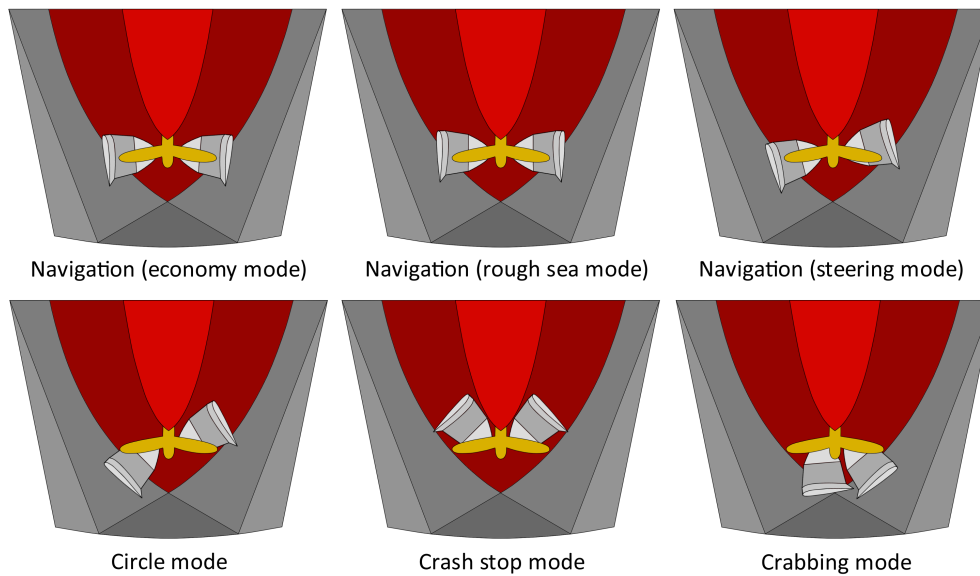 Navigation (economy mode)
Navigation (rough sea mode)
Navigation (steering mode)
Circle mode
Crash stop mode
Crabbing mode